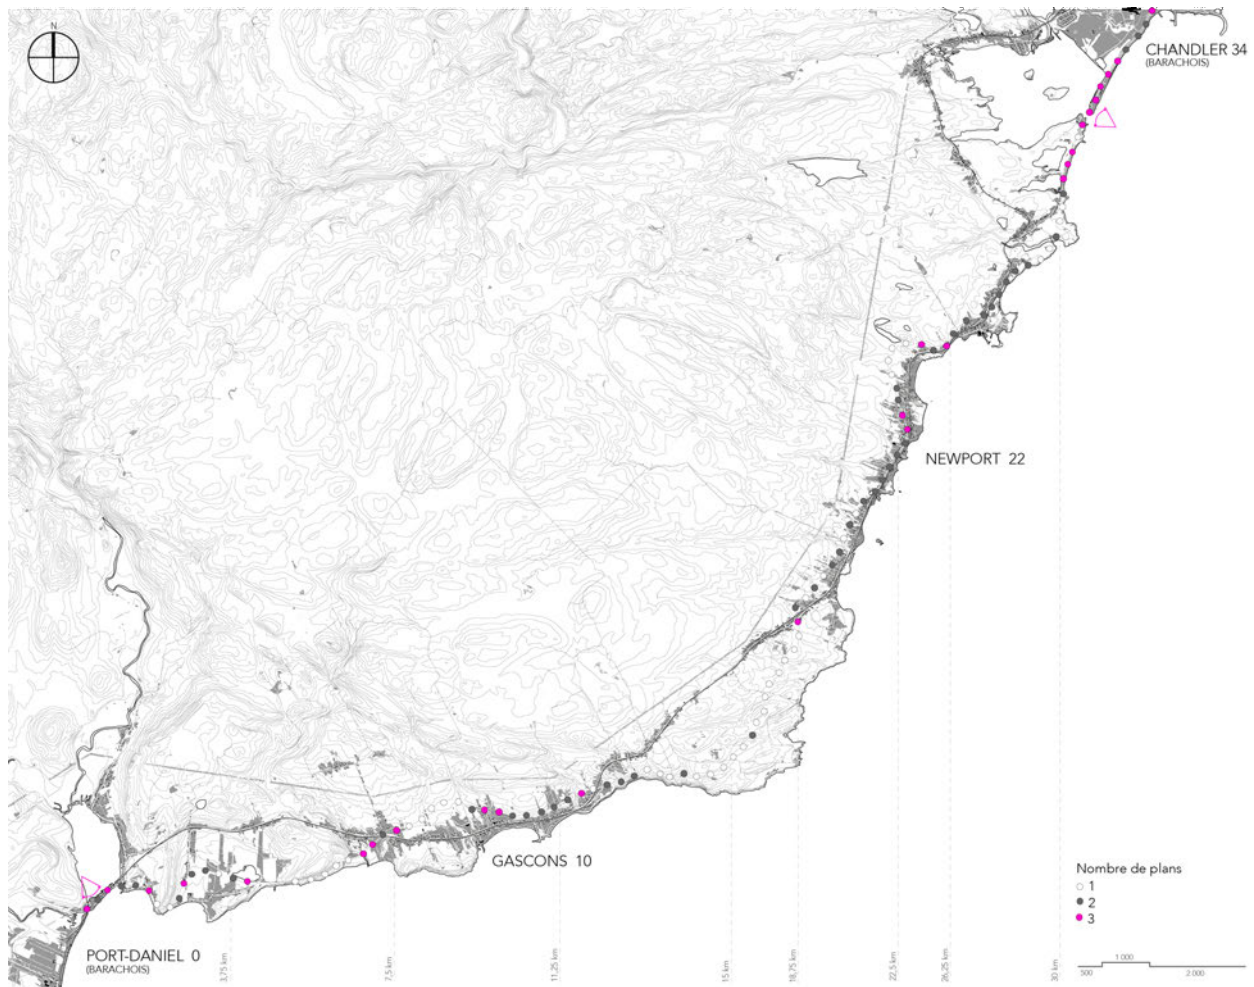 N
CHANDLER 34
(BARACHOIS)
NEWPORT 22
GASCONS 10
PORT-DANIEL 0
(BARACHOIS)
3,75 km
7,5 km
11,25 km
15 km
18,75 km
22,5 km
26,25 km
30 km
Nombre de plans
1
2
3
1 000
500
2 000